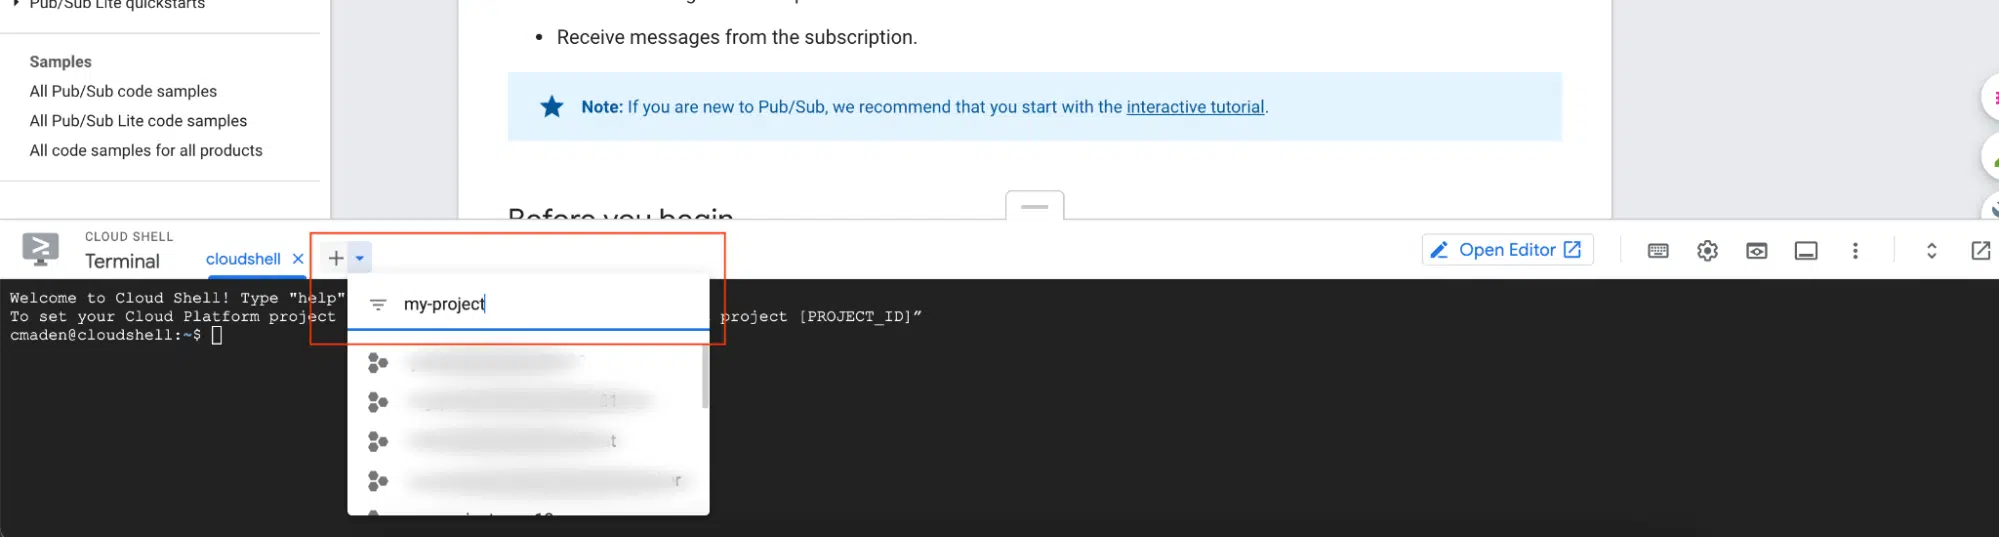 Pub/Sub Lite quickstarts
Samples
All Pub/Sub code samples
All Pub/Sub Lite code samples
All code samples for all products
Receive messages from the subscription.
Note: If you are new to Pub/Sub, we recommend that you start with the interactive tutorial.
Before you begin
CLOUD SHELL
Terminal
cloudshell
Open Editor
my-project
Welcome to Cloud Shell! Type "help"
To set your Cloud Platform project project [PROJECT_ID]”
cmaden@cloudshell:~$